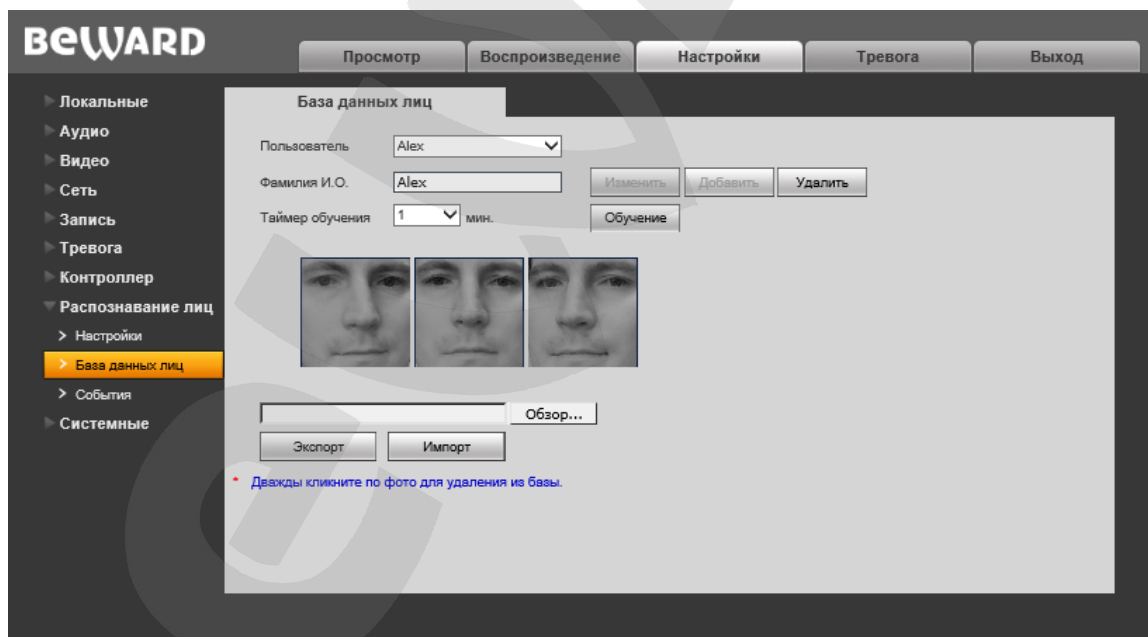 BEWARD
Просмотр Воспроизведение Настройки Тревога Выход
Локальные
Аудио
Видео
Сеть
Запись
Тревога
Контроллер
Распознавание лиц
> Настройки
> База данных лиц
> События
Системные
База данных лиц
Пользователь Alex
Фамилия И.О. Alex Изменить Добавить Удалить
Таймер обучения 1 мин. Обучение
Обзор...
Экспорт Импорт
* Дважды кликните по фото для удаления из базы.